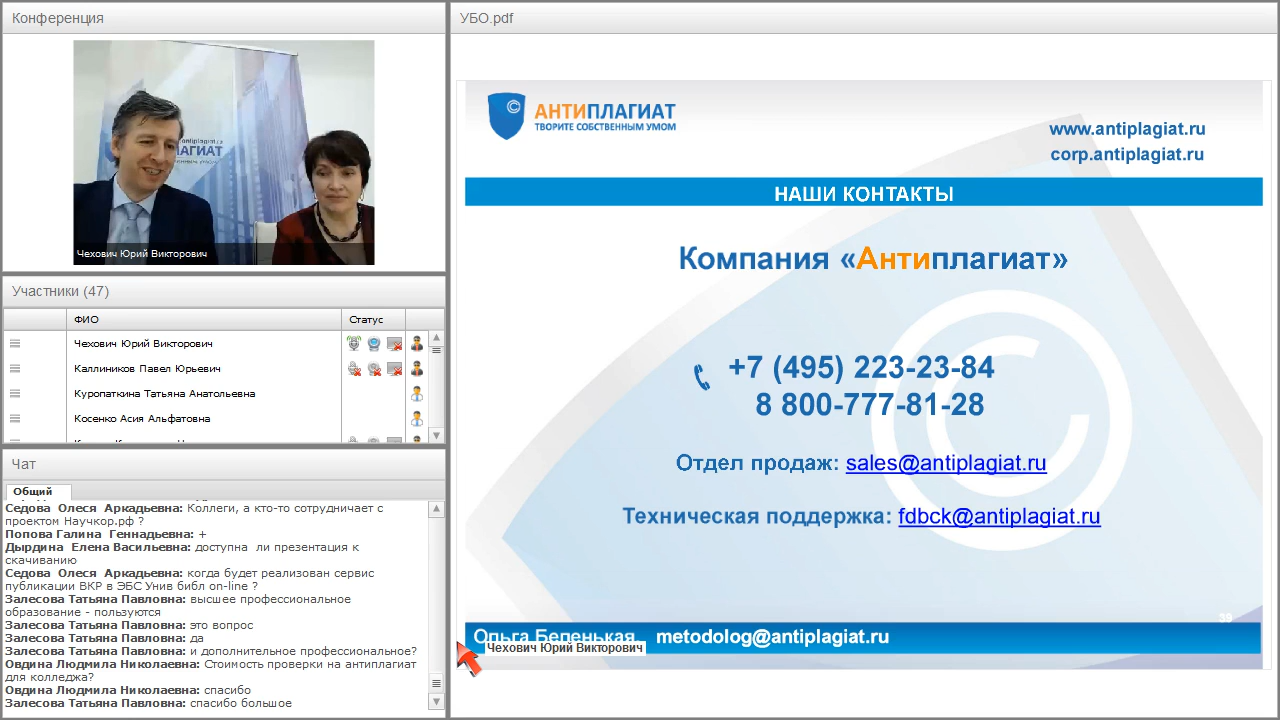 Конференция
antiplagiat.ru
Чехович Юрий Викторович
Участники (47)
ФИО
Статус
Чехович Юрий Викторович
Каллиников Павел Юрьевич
Куропаткина Татьяна Анатольевна
Косенко Асия Альфатовна
Чат
Общий
Седова Олеся Аркадьевна: Коллеги, а кто-то сотрудничает с
проектом Научкор.рф ?
Попова Галина Геннадьевна: +
Дырдина Елена Васильевна: доступна ли презентация к
скачиванию
Седова Олеся Аркадьевна: когда будет реализован сервис
публикации ВКР в ЭБС Унив библ on-line ?
Залесова Татьяна Павловна: высшее профессиональное
образование - пользуются
Залесова Татьяна Павловна: это вопрос
Залесова Татьяна Павловна: да
Залесова Татьяна Павловна: и дополнительное профессиональное?
Овдина Людмила Николаевна: Стоимость проверки на антиплагиат
для колледжа?
Овдина Людмила Николаевна: спасибо
Залесова Татьяна Павловна: спасибо большое
УБО.pdf
АНТИПЛАГИАТ
ТВОРИТЕ СОБСТВЕННЫМ УМОМ
www.antiplagiat.ru
corp.antiplagiat.ru
НАШИ КОНТАКТЫ
Компания «Антиплагиат»
+7 (495) 223-23-84
8 800-777-81-28
Отдел продаж: sales@antiplagiat.ru
Техническая поддержка: fdbck@antiplagiat.ru
39
Ольга Беленькая, metodolog@antiplagiat.ru
Чехович Юрий Викторович